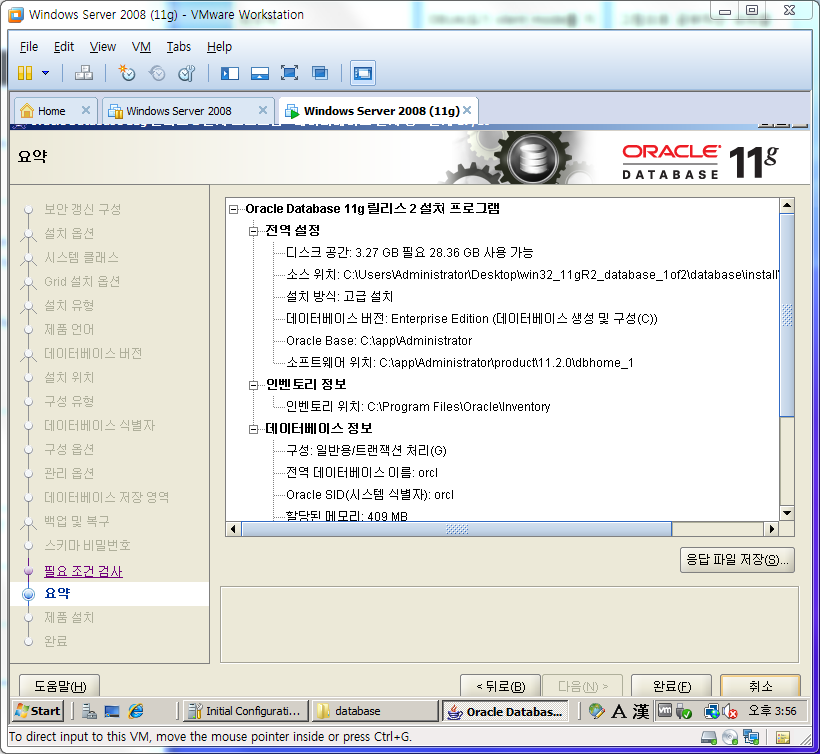 Windows Server 2008 (11g) - VMware Workstation
File Edit View VM Tabs Help
Home Windows Server 2008 Windows Server 2008 (11g)
요약
ORACLE
DATABASE 11g
보안 갱신 구성
설치 옵션
시스템 클래스
Grid 설치 옵션
설치 유형
제품 언어
데이터베이스 버전
설치 위치
구성 유형
데이터베이스 식별자
구성 옵션
관리 옵션
데이터베이스 저장 영역
백업 및 복구
스키마 비밀번호
필요 조건 검사
요약
제품 설치
완료
Oracle Database 11g 릴리스 2 설치 프로그램
전역 설정
디스크 공간: 3.27 GB 필요 28.36 GB 사용 가능
소스 위치: C:\Users\Administrator\Desktop\win32_11gR2_database_1of2\database\install\
설치 방식: 고급 설치
데이터베이스 버전: Enterprise Edition (데이터베이스 생성 및 구성(C))
Oracle Base: C:\app\Administrator
소프트웨어 위치: C:\app\Administrator\product\11.2.0\dbhome_1
인벤토리 정보
인벤토리 위치: C:\Program Files\Oracle\Inventory
데이터베이스 정보
구성: 일반용/트랜잭션 처리(G)
전역 데이터베이스 이름: orcl
Oracle SID(시스템 식별자): orcl
할당된 메모리: 409 MB
응답 파일 저장(S)...
도움말(H)
< 뒤로(B) 다음(N) > 완료(F) 취소
Start Initial Configurati... database Oracle Databas... A 漢 vm 오후 3:56
To direct input to this VM, move the mouse pointer inside or press Ctrl+G.